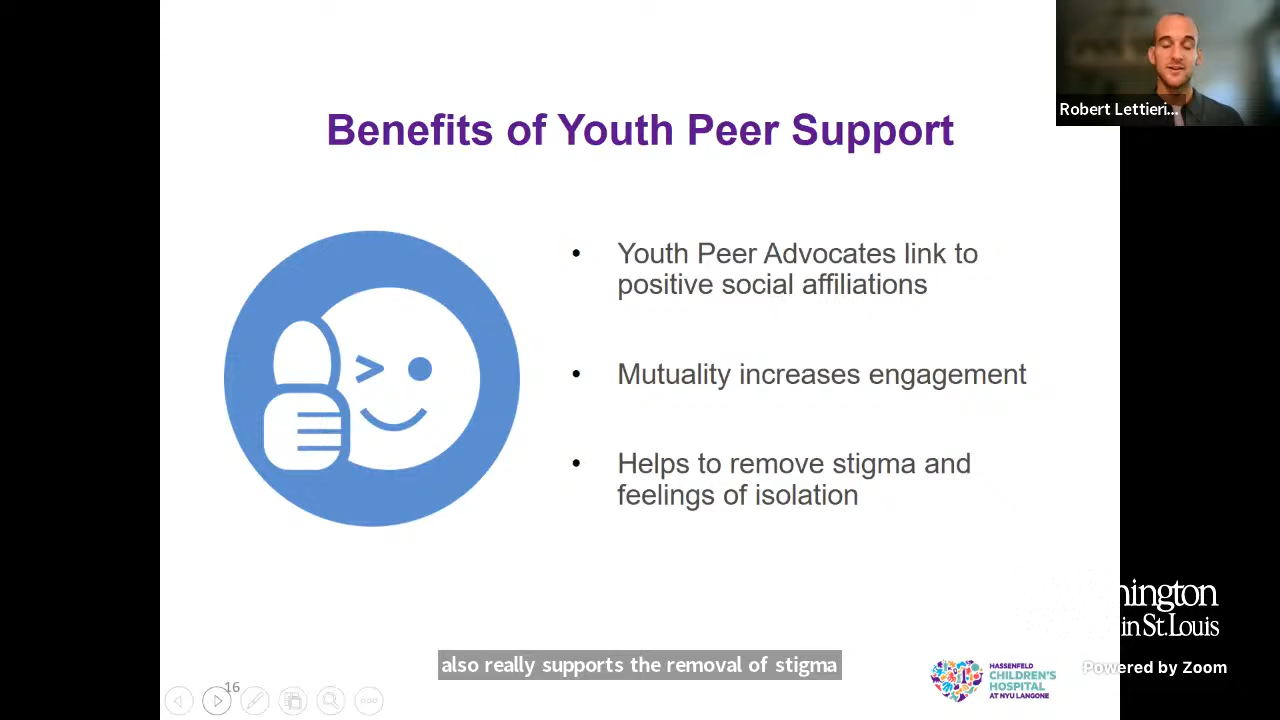 Robert Lettieri...
Benefits of Youth Peer Support
• Youth Peer Advocates link to
positive social affiliations
• Mutuality increases engagement
• Helps to remove stigma and
feelings of isolation
in St. Louis
also really supports the removal of stigma
Powered by Zoom
HASSENFELD
CHILDREN'S
HOSPITAL
AT NYU LANGONE
16